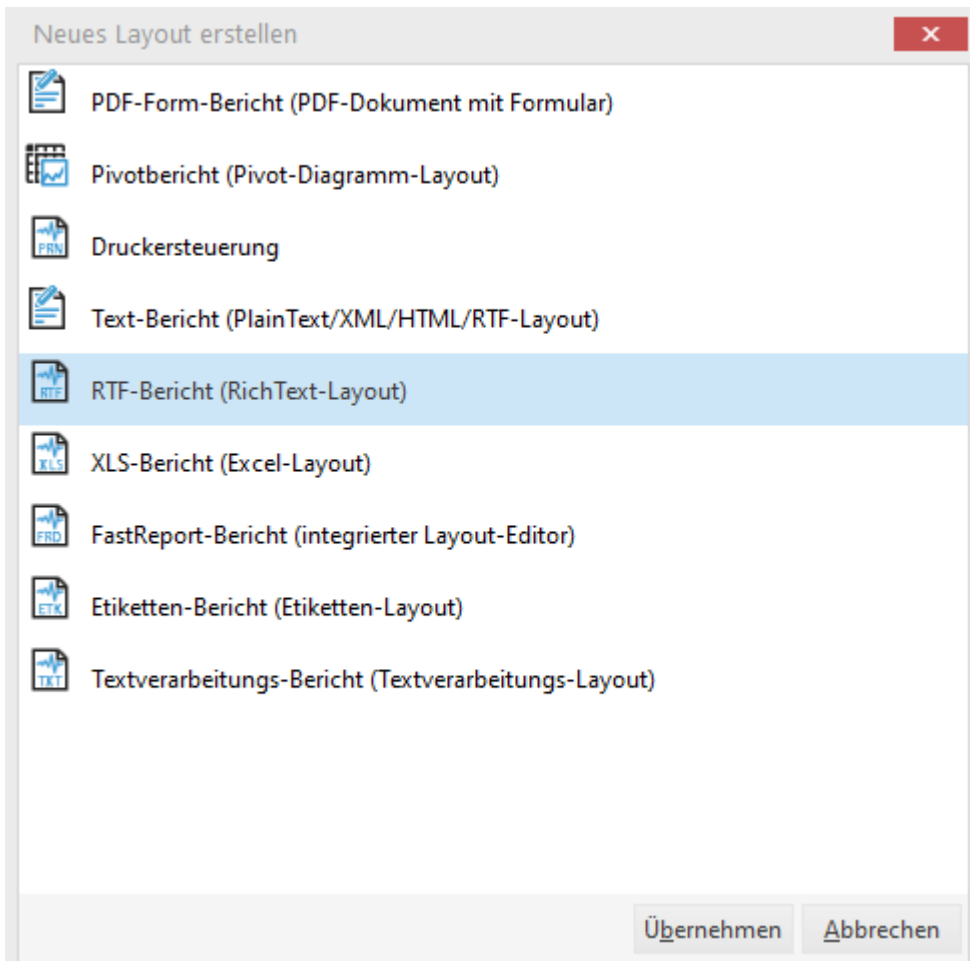 Neues Layout erstellen
PDF-Form-Bericht (PDF-Dokument mit Formular)
Pivotbericht (Pivot-Diagramm-Layout)
PRN
Druckersteuerung
Text-Bericht (PlainText/XML/HTML/RTF-Layout)
RTF
RTF-Bericht (RichText-Layout)
XLS
XLS-Bericht (Excel-Layout)
FRD
FastReport-Bericht (integrierter Layout-Editor)
ETK
Etiketten-Bericht (Etiketten-Layout)
TXT
Textverarbeitungs-Bericht (Textverarbeitungs-Layout)
Übernehmen Abbrechen